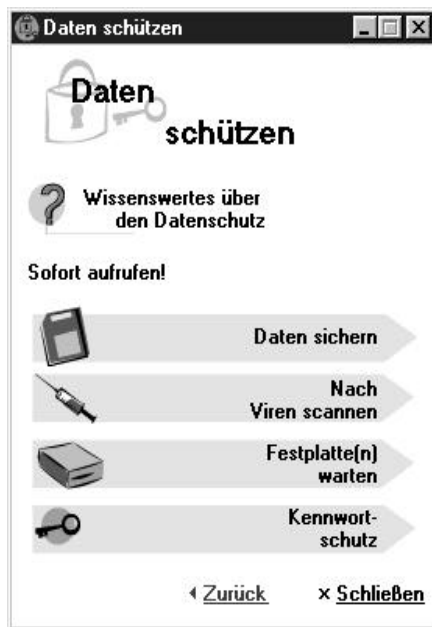 Daten schützen
Daten
schützen
Wissenswertes über
den Datenschutz
Sofort aufrufen!
Daten sichern
Nach
Viren scannen
Festplatte(n)
warten
Kennwort-
schutz
Zurück
x Schließen